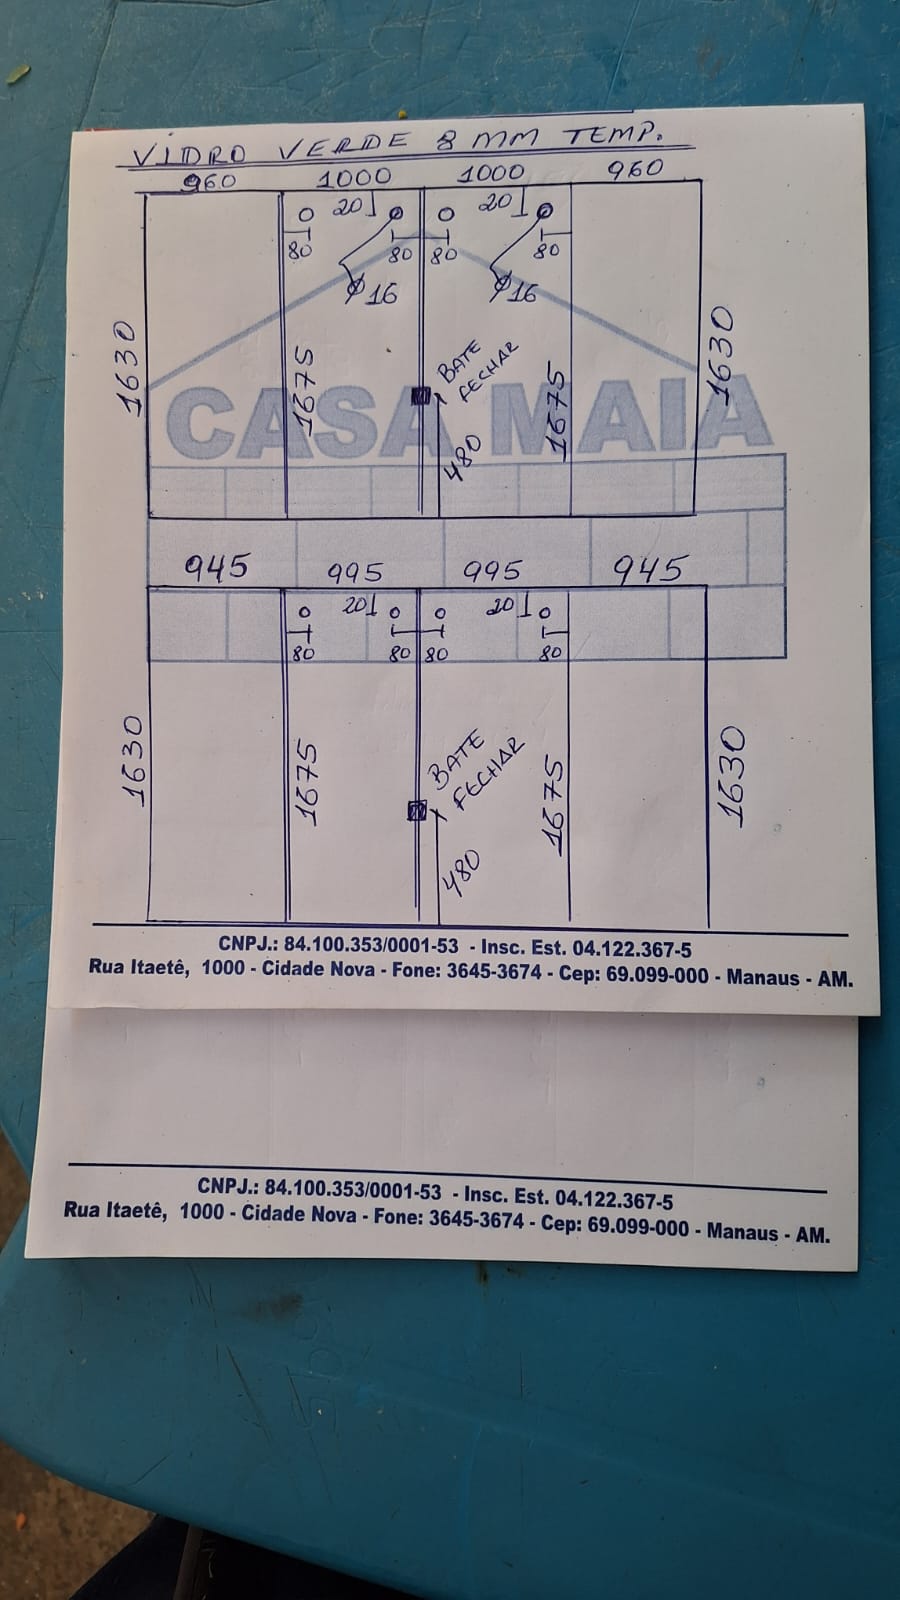 VIDRO VERDE 8 MM TEMP.
960 1000 1000 960
20 20
80 80 80 80
Ø16 Ø16
1630 1675 BATE FECHAR 1675 1630
CASA MAIA
480
945 995 995 945
20 20
80 80 80 80
1630 1675 BATE FECHAR 1675 1630
480
CNPJ.: 84.100.353/0001-53 - Insc. Est. 04.122.367-5
Rua Itaetê, 1000 - Cidade Nova - Fone: 3645-3674 - Cep: 69.099-000 - Manaus - AM.
CNPJ.: 84.100.353/0001-53 - Insc. Est. 04.122.367-5
Rua Itaetê, 1000 - Cidade Nova - Fone: 3645-3674 - Cep: 69.099-000 - Manaus - AM.